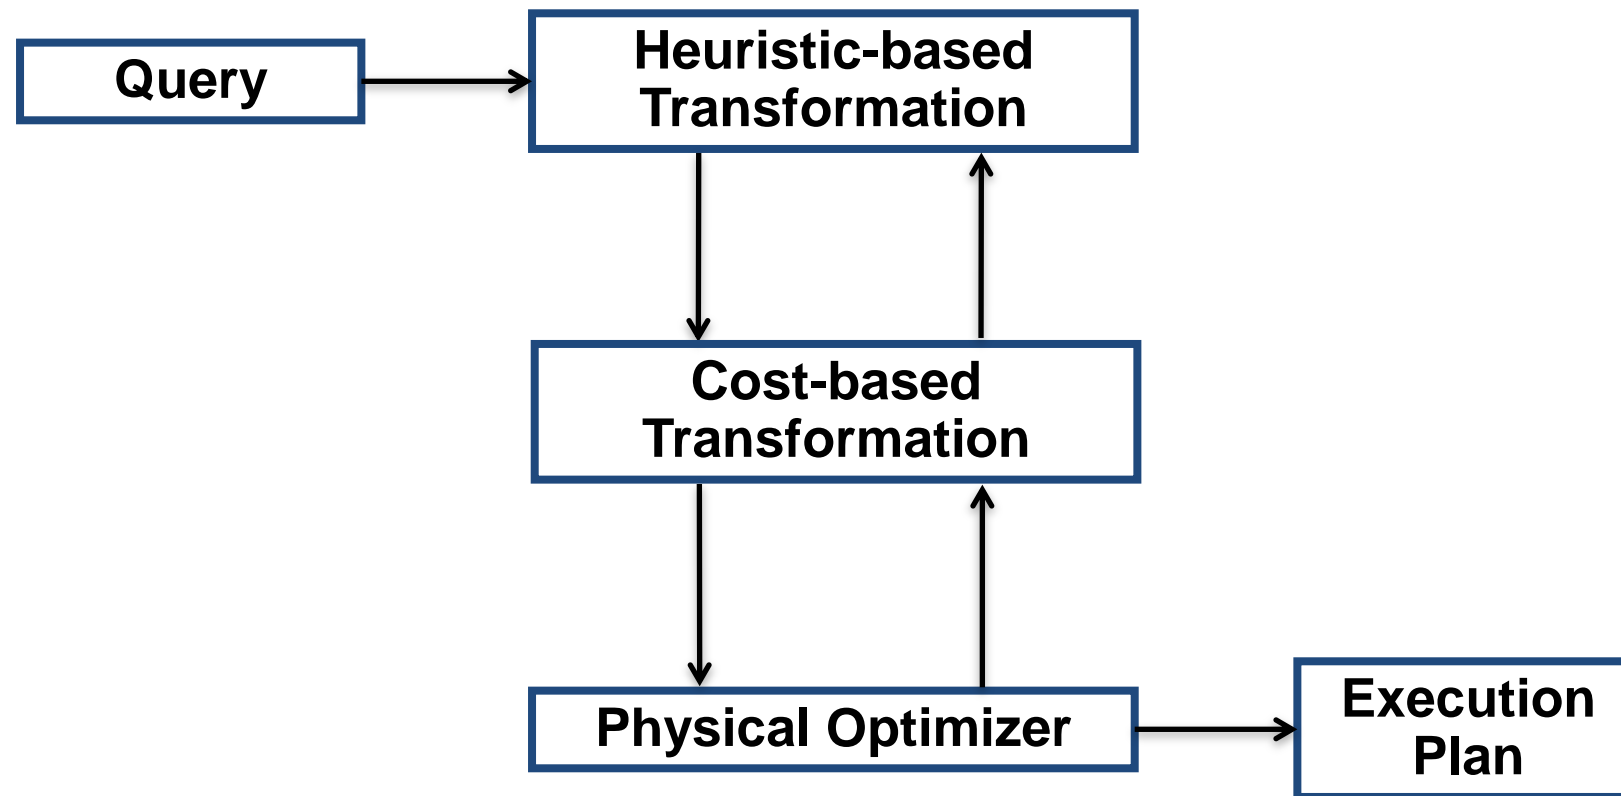 Query
Heuristic-based
Transformation
Cost-based
Transformation
Physical Optimizer
Execution
Plan